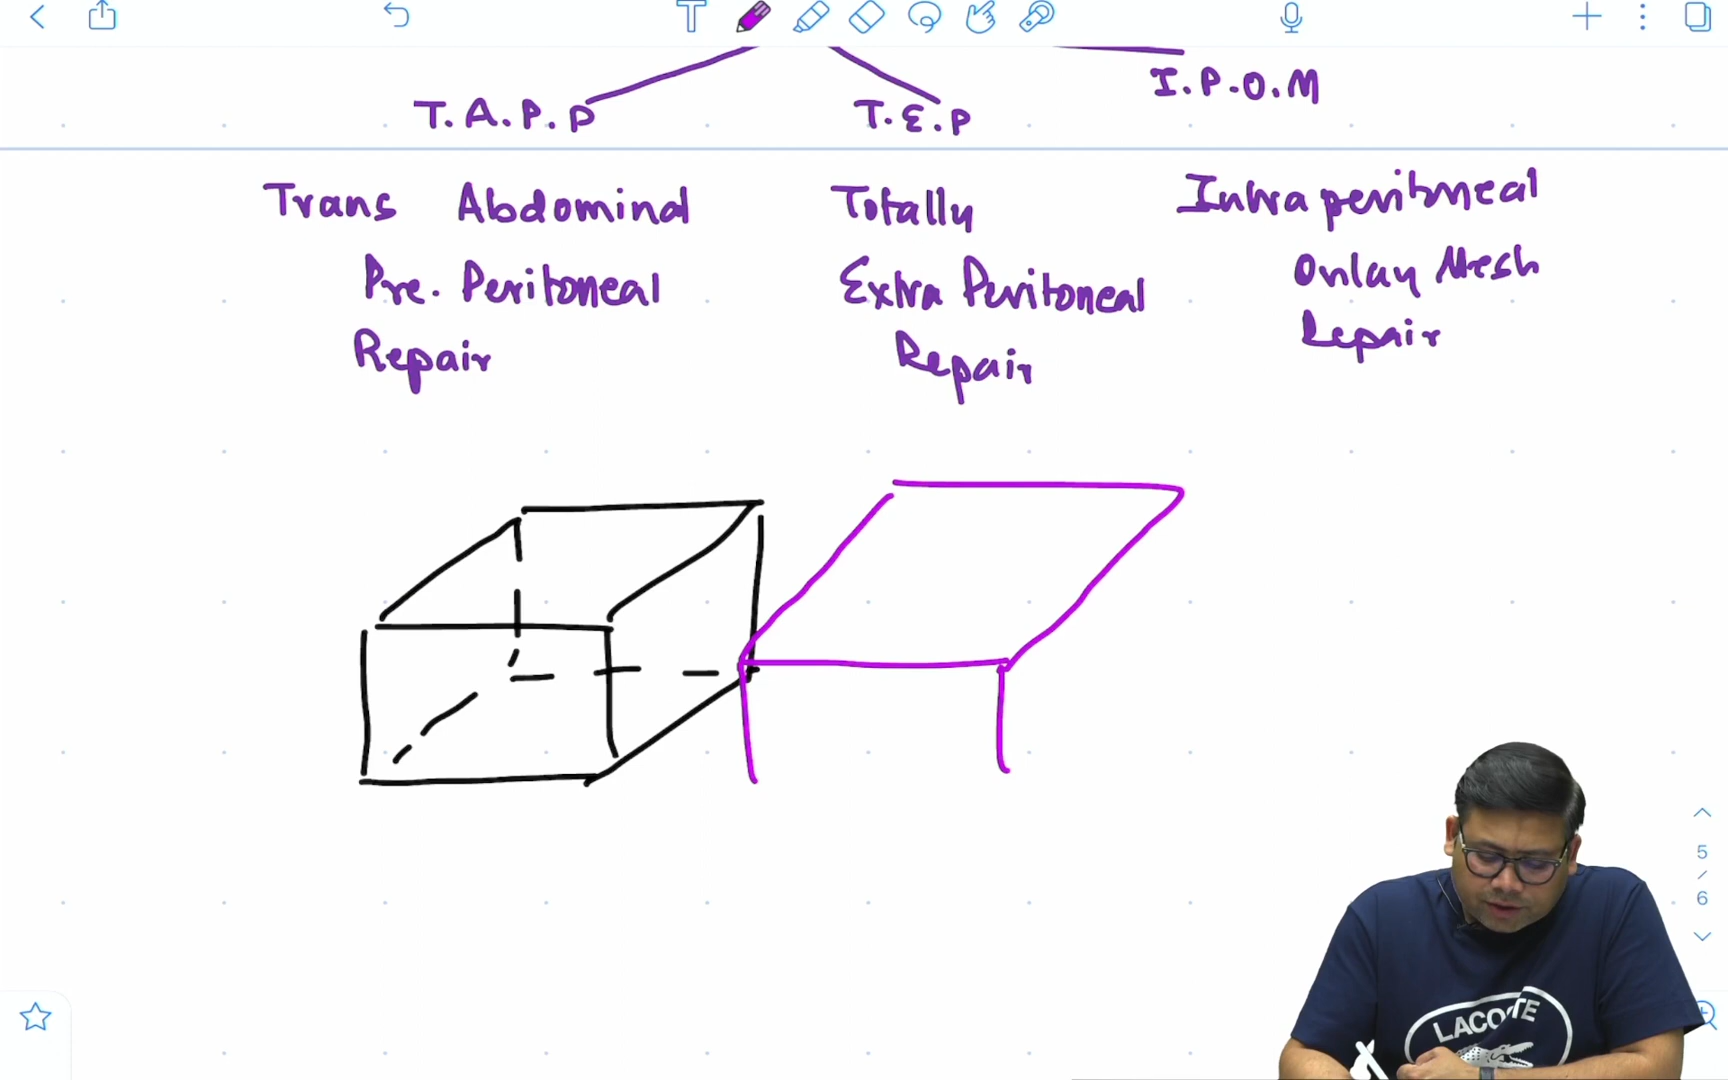 T.A.P.P
T.E.P
I.P.O.M
Trans Abdominal
Pre-Peritoneal
Repair
Totally
Extra Peritoneal
Repair
Intraperitoneal
Onlay Mesh
Repair
T
5
6
LACOSTE